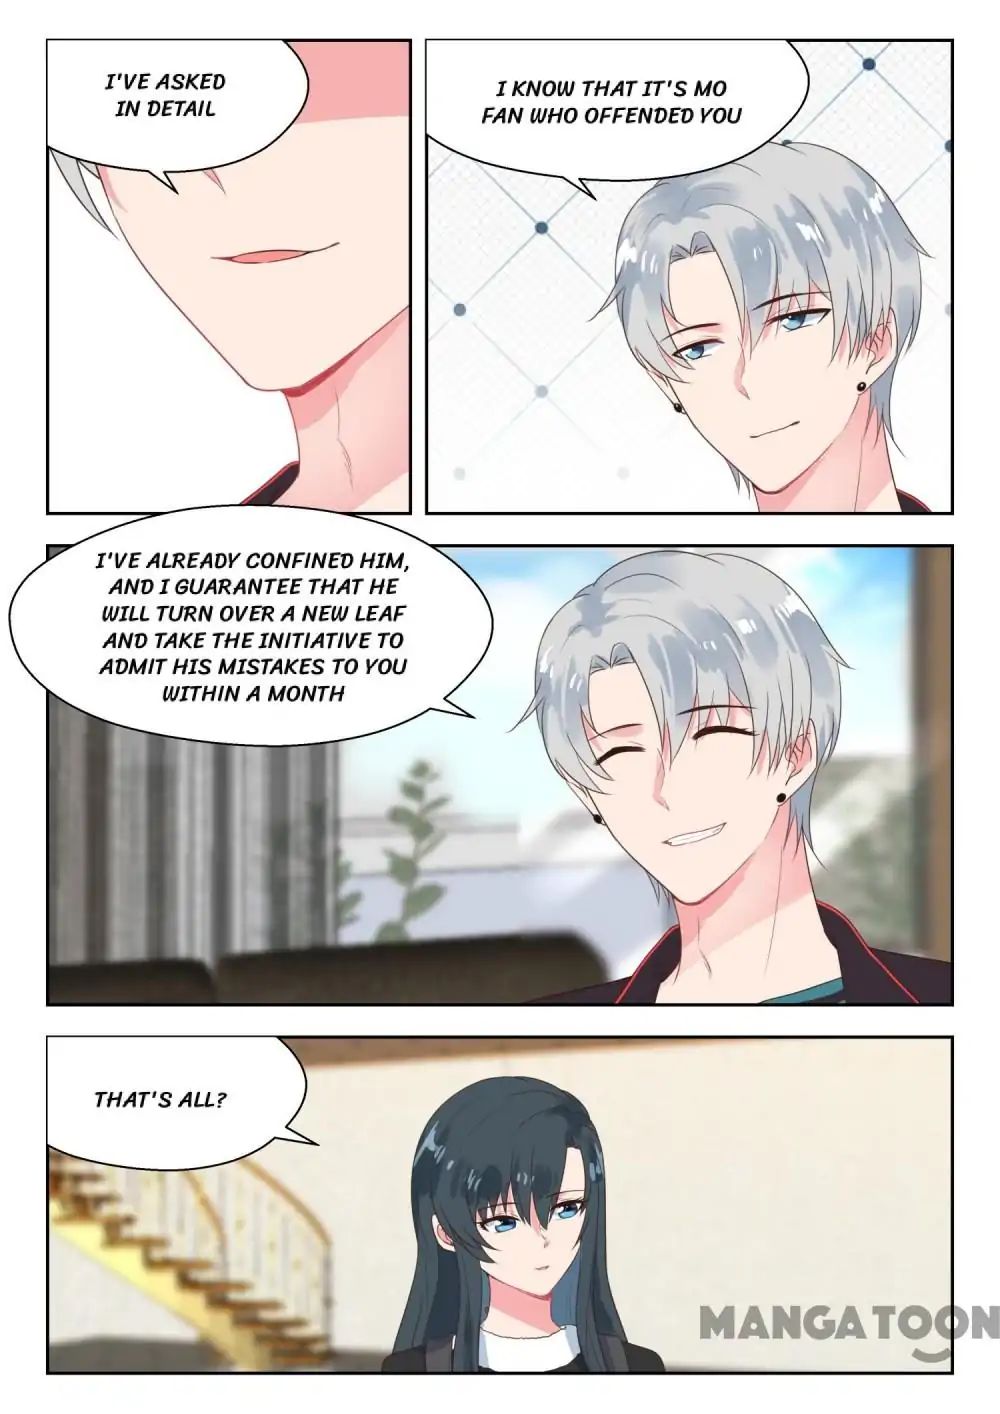 I'VE ASKED
IN DETAIL
I KNOW THAT IT'S MO
FAN WHO OFFENDED YOU
I'VE ALREADY CONFINED HIM,
AND I GUARANTEE THAT HE
WILL TURN OVER A NEW LEAF
AND TAKE THE INITIATIVE TO
ADMIT HIS MISTAKES TO YOU
WITHIN A MONTH
THAT'S ALL?
MANGATOON